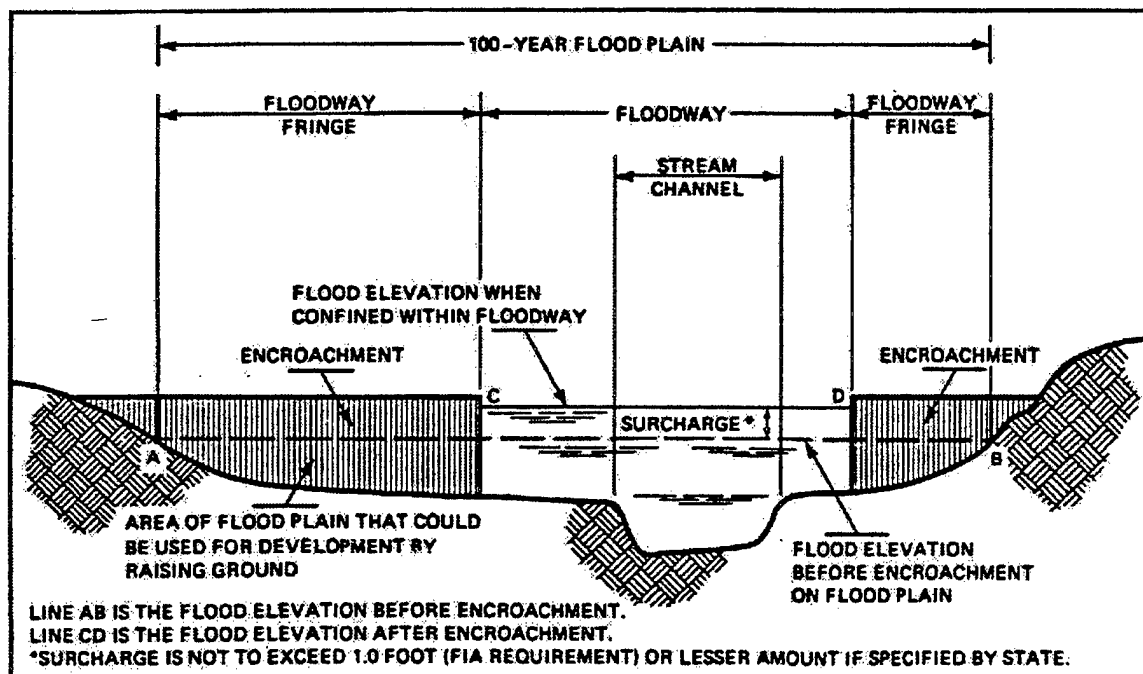 100-YEAR FLOOD PLAIN
FLOODWAY
FRINGE
FLOODWAY
FLOODWAY
FRINGE
STREAM
CHANNEL
FLOOD ELEVATION WHEN
CONFINED WITHIN FLOODWAY
ENCROACHMENT
ENCROACHMENT
C
D
SURCHARGE*
A
B
AREA OF FLOOD PLAIN THAT COULD
BE USED FOR DEVELOPMENT BY
RAISING GROUND
FLOOD ELEVATION
BEFORE ENCROACHMENT
ON FLOOD PLAIN
LINE AB IS THE FLOOD ELEVATION BEFORE ENCROACHMENT.
LINE CD IS THE FLOOD ELEVATION AFTER ENCROACHMENT.
*SURCHARGE IS NOT TO EXCEED 1.0 FOOT (FIA REQUIREMENT) OR LESSER AMOUNT IF SPECIFIED BY STATE.